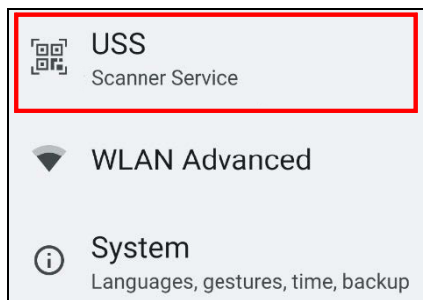 USS
Scanner Service
WLAN Advanced
System
Languages, gestures, time, backup